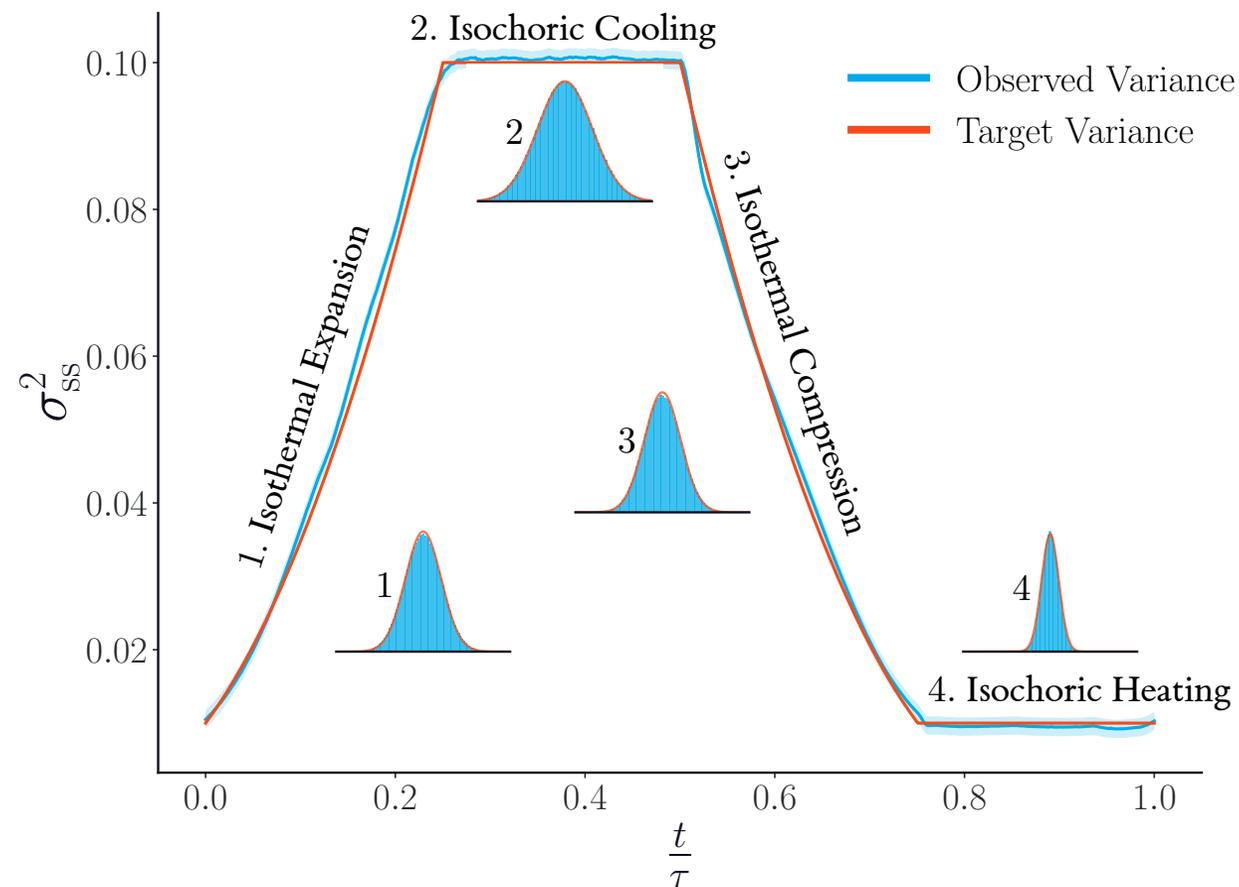 2. Isochoric Cooling
Observed Variance
Target Variance
0.10
0.08
0.06
0.04
0.02
σ²ss
1. Isothermal Expansion
3. Isothermal Compression
4. Isochoric Heating
2
3
1
4
0.0 0.2 0.4 0.6 0.8 1.0
t
τ